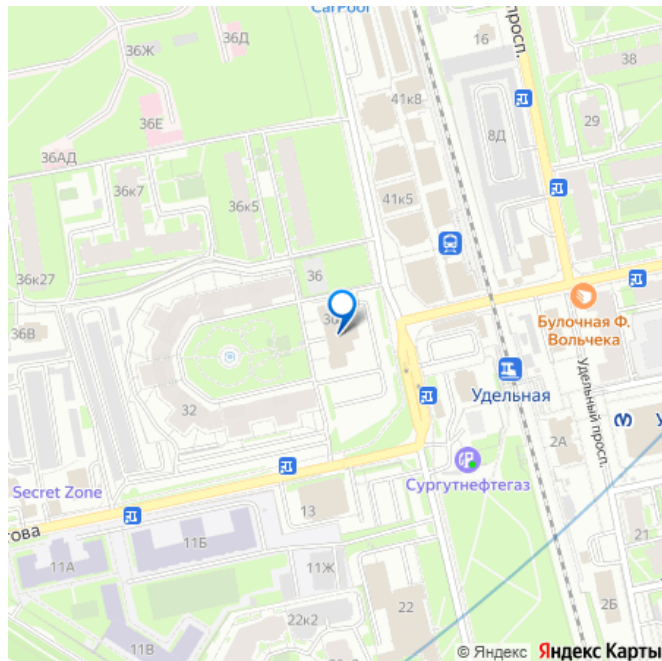 CarPool
36Д
16
просп.
36Ж
38
41к8
36Е
29
8Д
36АД
36к7
36к5
41к5
36
36к27
36В
Булочная Ф.
Вольчека
32
Удельная
Удельный просп.
2А
Secret Zone
Сургутнефтегаз
това
13
11Б
11А
11Ж
21
22
2Б
22к2
11В
© Яндекс Яндекс Карты